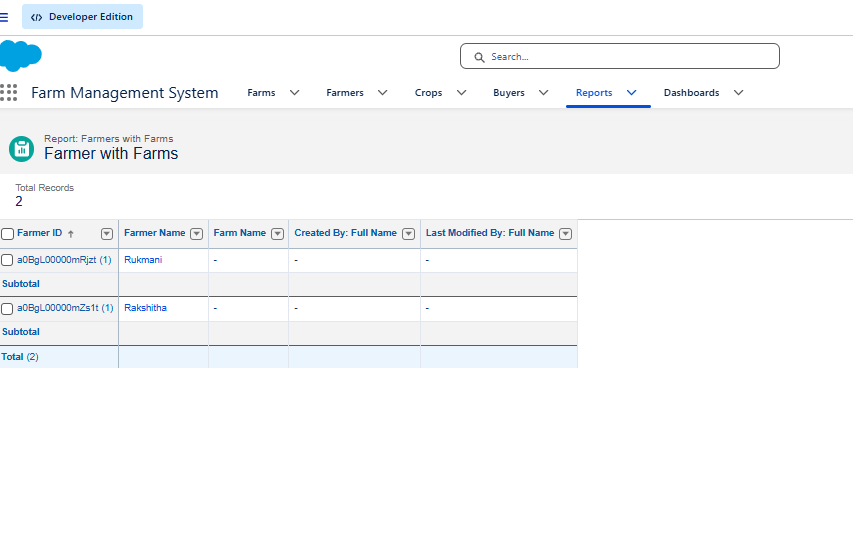 Developer Edition
Search...
Farm Management System Farms Farmers Crops Buyers Reports Dashboards
Report: Farmers with Farms
Farmer with Farms
Total Records
2
Farmer ID ↑ Farmer Name Farm Name Created By: Full Name Last Modified By: Full Name
a0BgL00000mRjzt (1) Rukmani - - -
Subtotal
a0BgL00000mZs1t (1) Rakshitha - - -
Subtotal
Total (2)